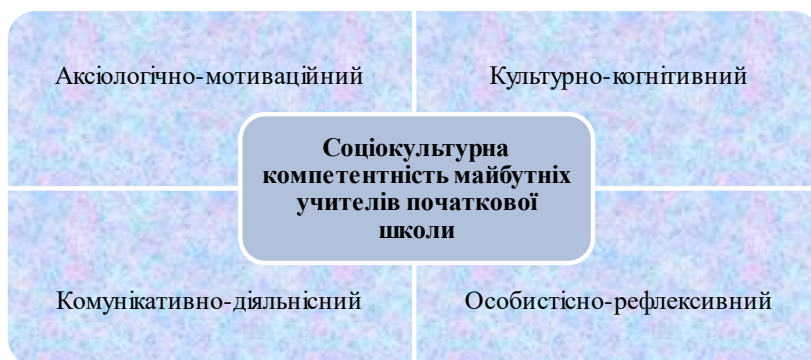 Аксіологічно-мотиваційний
Культурно-когнітивний
Соціокультурна
компетентність майбутніх
учителів початкової
школи
Комунікативно-діяльнісний
Особистісно-рефлексивний